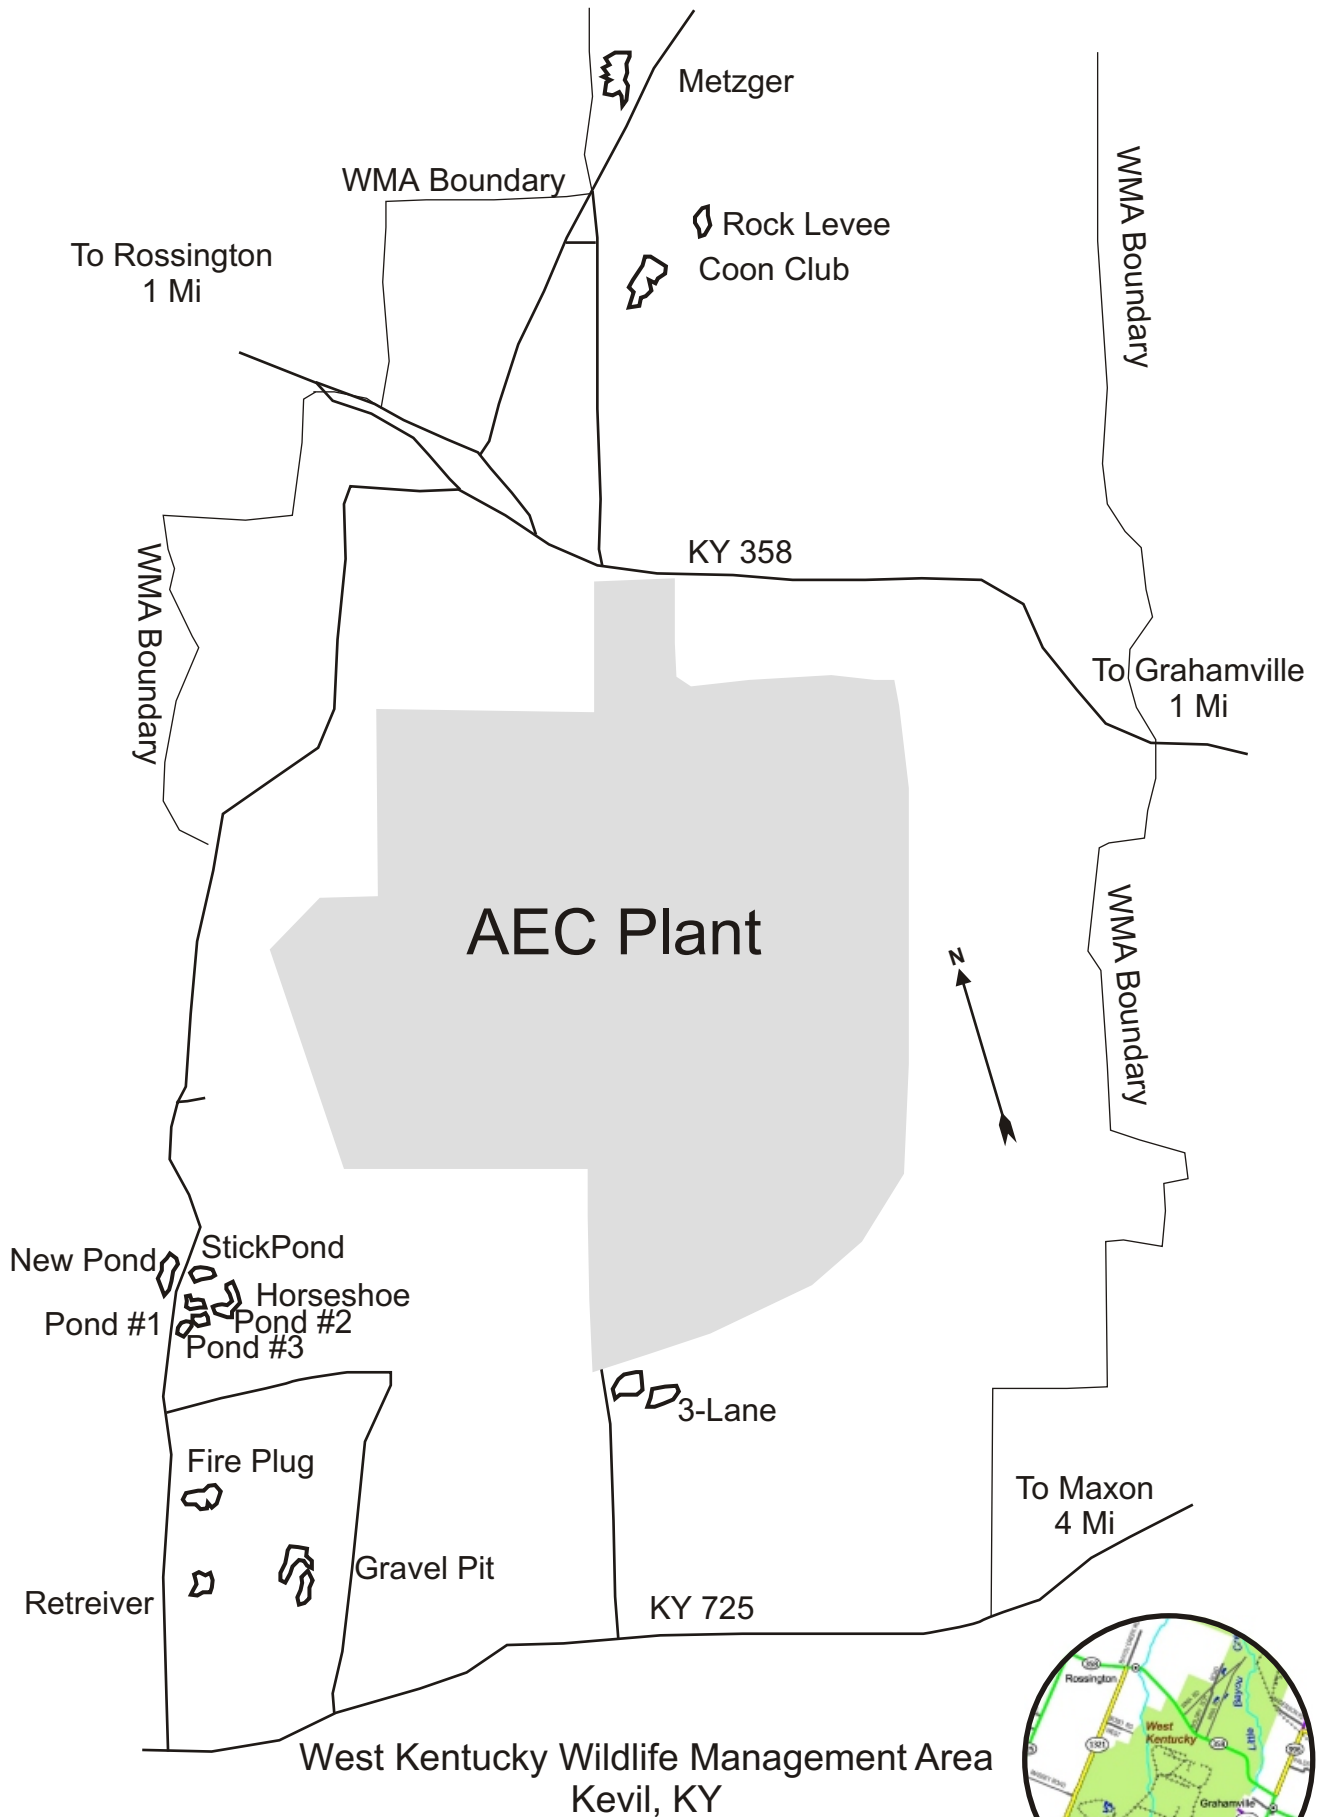 Metzger
WMA Boundary
WMA Boundary
Rock Levee
Coon Club
To Rossington
1 Mi
KY 358
WMA Boundary
To Grahamville
1 Mi
AEC Plant
N
WMA Boundary
New Pond
StickPond
Horseshoe
Pond #1
Pond #2
Pond #3
3-Lane
Fire Plug
To Maxon
4 Mi
Gravel Pit
Retreiver
KY 725
West Kentucky Wildlife Management Area
Kevil, KY
Rossington
West
Kentucky
Bayou
Little
358
1321
Grahamville